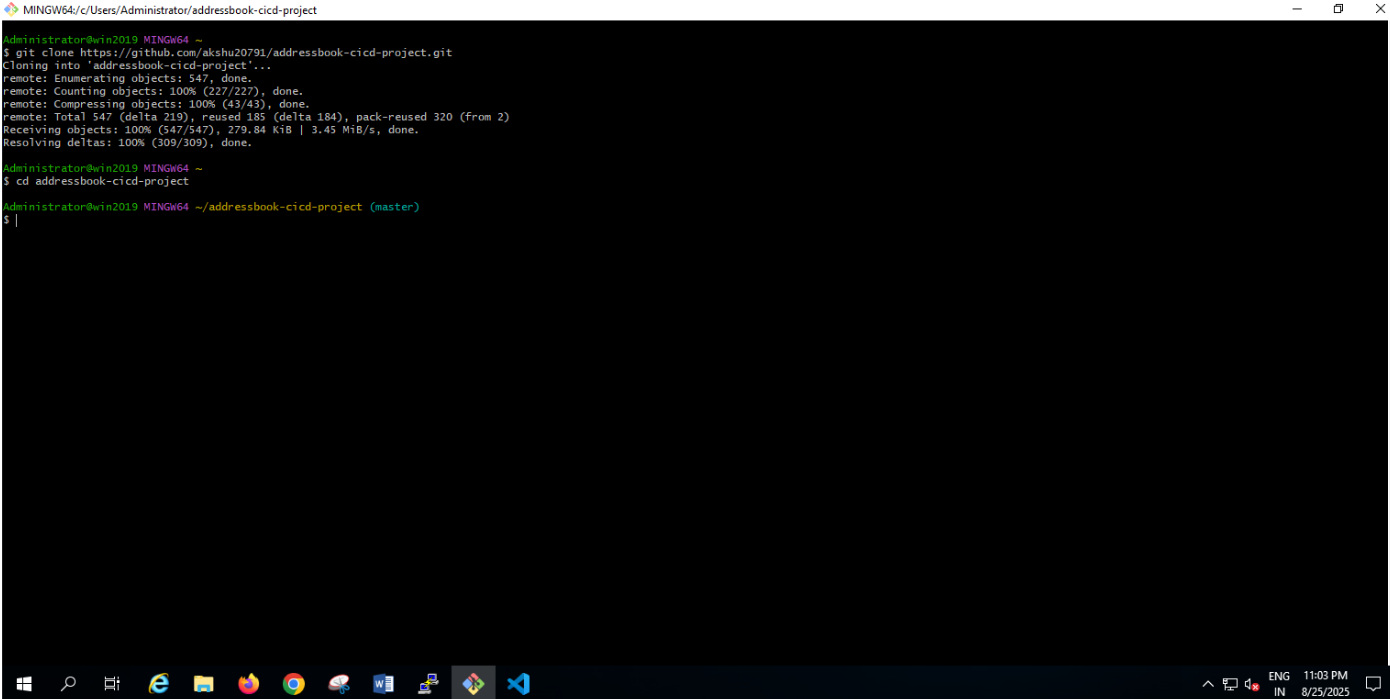 MINGW64:/c/Users/Administrator/addressbook-cicd-project
Administrator@win2019 MINGW64 ~
$ git clone https://github.com/akshu20791/addressbook-cicd-project.git
Cloning into 'addressbook-cicd-project'...
remote: Enumerating objects: 547, done.
remote: Counting objects: 100% (227/227), done.
remote: Compressing objects: 100% (43/43), done.
remote: Total 547 (delta 219), reused 185 (delta 184), pack-reused 320 (from 2)
Receiving objects: 100% (547/547), 279.84 KiB | 3.45 MiB/s, done.
Resolving deltas: 100% (309/309), done.
Administrator@win2019 MINGW64 ~
$ cd addressbook-cicd-project
Administrator@win2019 MINGW64 ~/addressbook-cicd-project (master)
$
ENG 11:03 PM
IN 8/25/2025